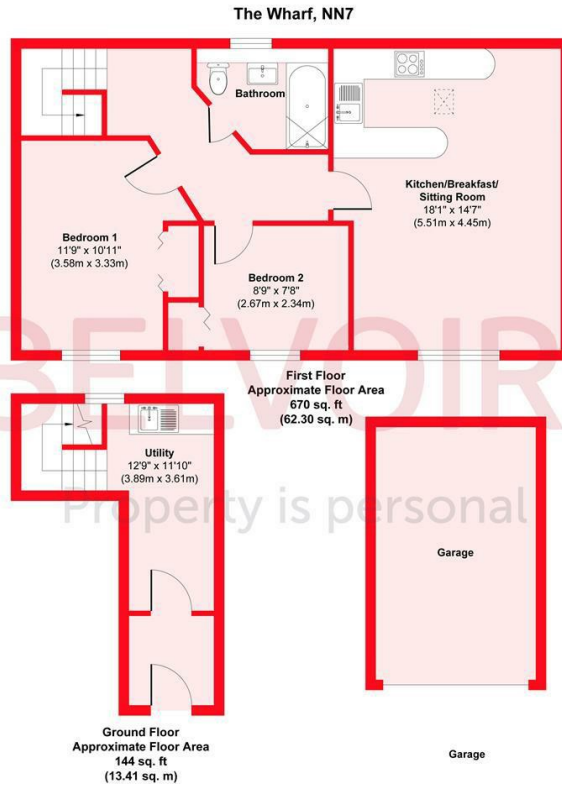 The Wharf, NN7
Bathroom
Kitchen/Breakfast/
Sitting Room
18'1" x 14'7"
(5.51m x 4.45m)
Bedroom 1
11'9" x 10'11"
(3.58m x 3.33m)
Bedroom 2
8'9" x 7'8"
(2.67m x 2.34m)
BELVOIR
First Floor
Approximate Floor Area
670 sq. ft
(62.30 sq. m)
Utility
12'9" x 11'10"
(3.89m x 3.61m)
Property is personal
Garage
Ground Floor
Approximate Floor Area
144 sq. ft
(13.41 sq. m)
Garage